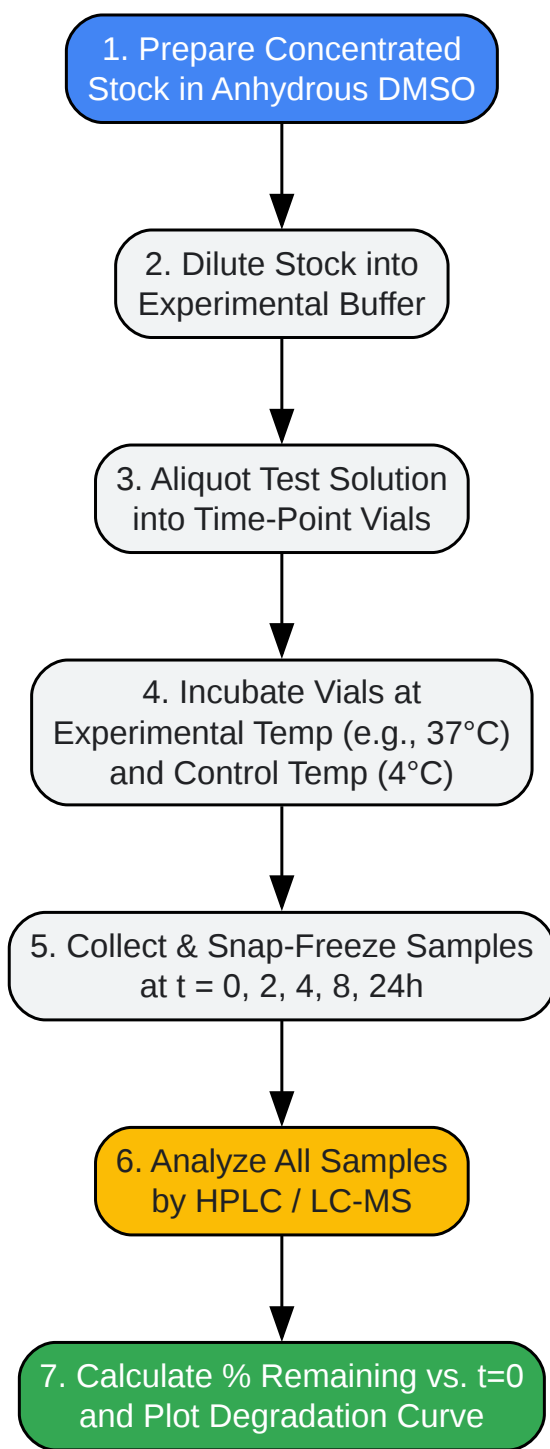 1. Prepare Concentrated
Stock in Anhydrous DMSO
2. Dilute Stock into
Experimental Buffer
3. Aliquot Test Solution
into Time-Point Vials
4. Incubate Vials at
Experimental Temp (e.g., 37°C)
and Control Temp (4°C)
5. Collect & Snap-Freeze Samples
at t = 0, 2, 4, 8, 24h
6. Analyze All Samples
by HPLC / LC-MS
7. Calculate % Remaining vs. t=0
and Plot Degradation Curve